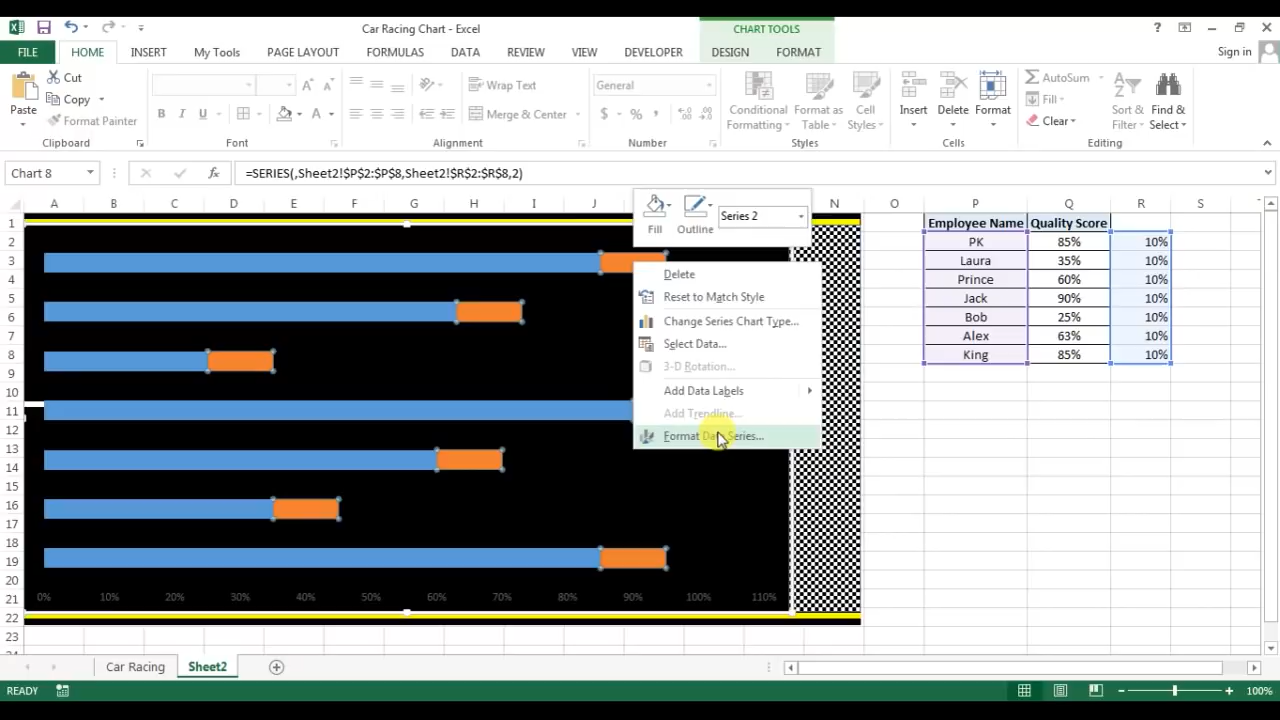 Car Racing Chart - Excel
CHART TOOLS
?
FILE HOME INSERT My Tools PAGE LAYOUT FORMULAS DATA REVIEW VIEW DEVELOPER DESIGN FORMAT Sign in
Paste
Cut
Copy
Format Painter
Clipboard
B I U
A A
A
Font
Wrap Text
Merge & Center
Alignment
General
$ % ,
Number
Conditional Formatting
Format as Table
Cell Styles
Styles
Insert
Delete
Format
Cells
AutoSum
Fill
Clear
Sort & Filter
Find & Select
Editing
Chart 8
fx
=SERIES(,Sheet2!$P$2:$P$8,Sheet2!$R$2:$R$8,2)
Fill
Outline
Series 2
A B C D E F G H I J N O P Q R S
1
2
3
4
5
6
7
8
9
10
11
12
13
14
15
16
17
18
19
20
21
22
23
Delete
Reset to Match Style
Change Series Chart Type...
Select Data...
3-D Rotation...
Add Data Labels
Add Trendline...
Format Data Series...
Employee Name Quality Score
PK 85% 10%
Laura 35% 10%
Prince 60% 10%
Jack 90% 10%
Bob 25% 10%
Alex 63% 10%
King 85% 10%
0% 10% 20% 30% 40% 50% 60% 70% 80% 90% 100% 110%
Car Racing Sheet2
READY 100%